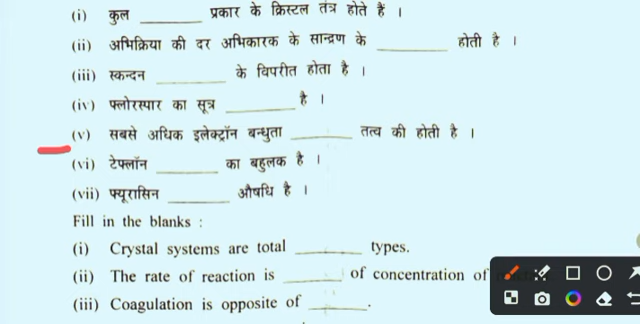 (i) कुल ________ प्रकार के क्रिस्टल तंत्र होते हैं ।
(ii) अभिक्रिया की दर अभिकारक के सान्द्रण के ________ होती है ।
(iii) स्कन्दन ________ के विपरीत होता है ।
(iv) फ्लोरस्पार का सूत्र ________ है ।
(v) सबसे अधिक इलेक्ट्रॉन बन्धुता ________ तत्व की होती है ।
(vi) टेफ्लॉन ________ का बहुलक है ।
(vii) फ्यूरासिन ________ औषधि है ।
Fill in the blanks :
(i) Crystal systems are total ________ types.
(ii) The rate of reaction is ________ of concentration of
(iii) Coagulation is opposite of ________.